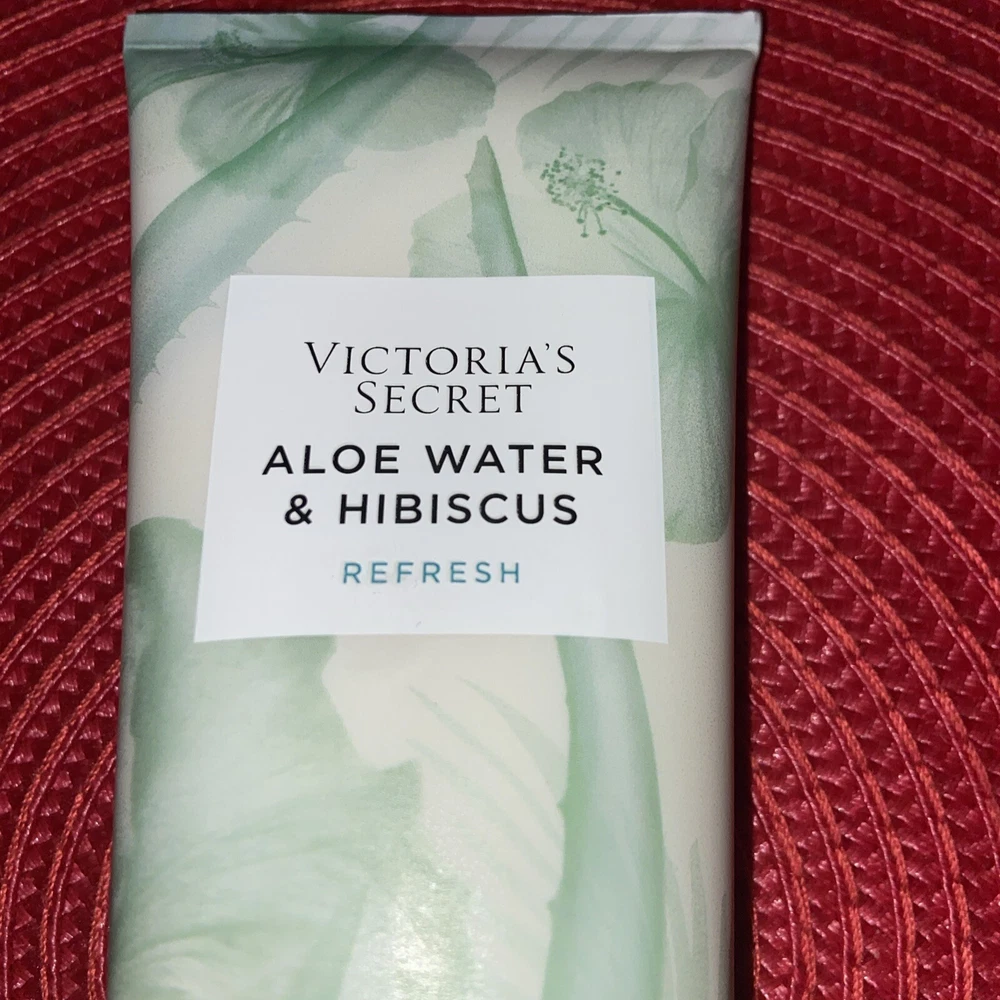 VICTORIA'S
SECRET
ALOE WATER
& HIBISCUS
REFRESH